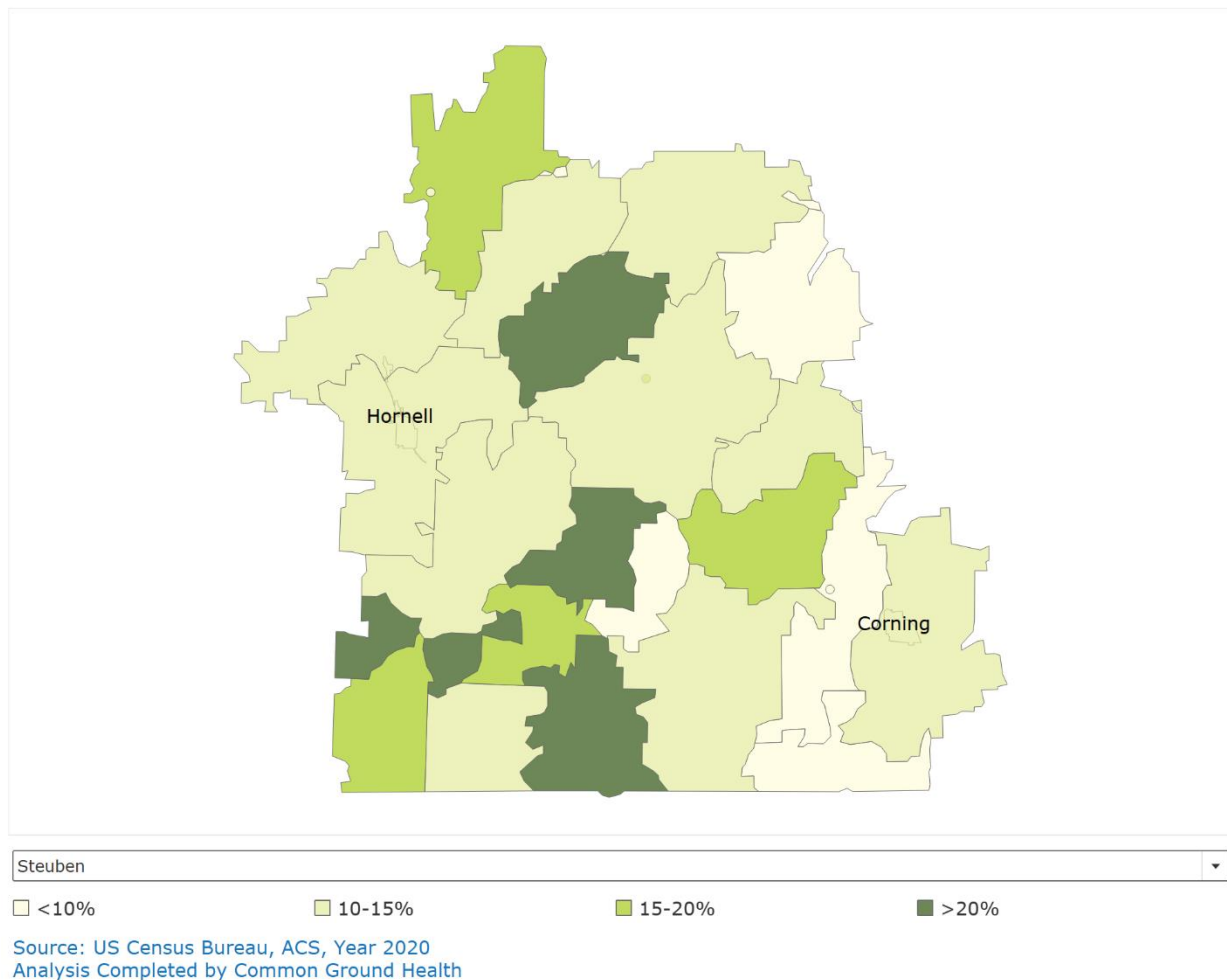 Hornell
Corning
Steuben
<10%
10-15%
15-20%
>20%
Source: US Census Bureau, ACS, Year 2020
Analysis Completed by Common Ground Health